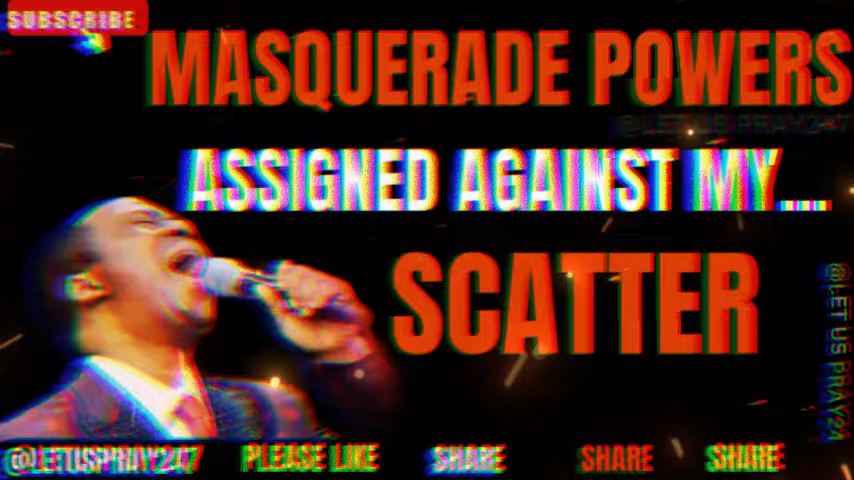 SUBSCRIBE
MASQUERADE POWERS
@LETUSPRAY247
ASSIGNED AGAINST MY...
SCATTER
@LET US PRAY24
@LETUSPRAY247 PLEASE LIKE SHARE SHARE SHARE